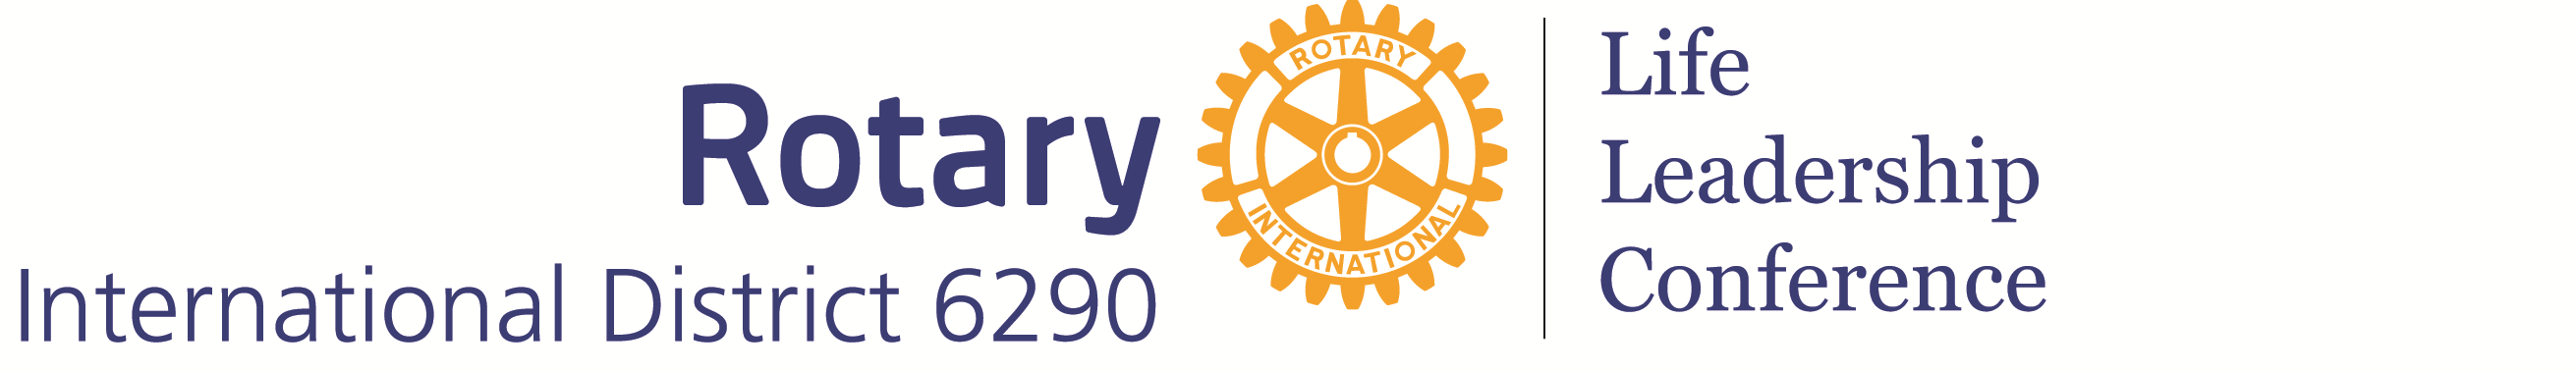 Rotary
International District 6290
ROTARY
INTERNATIONAL
Life
Leadership
Conference